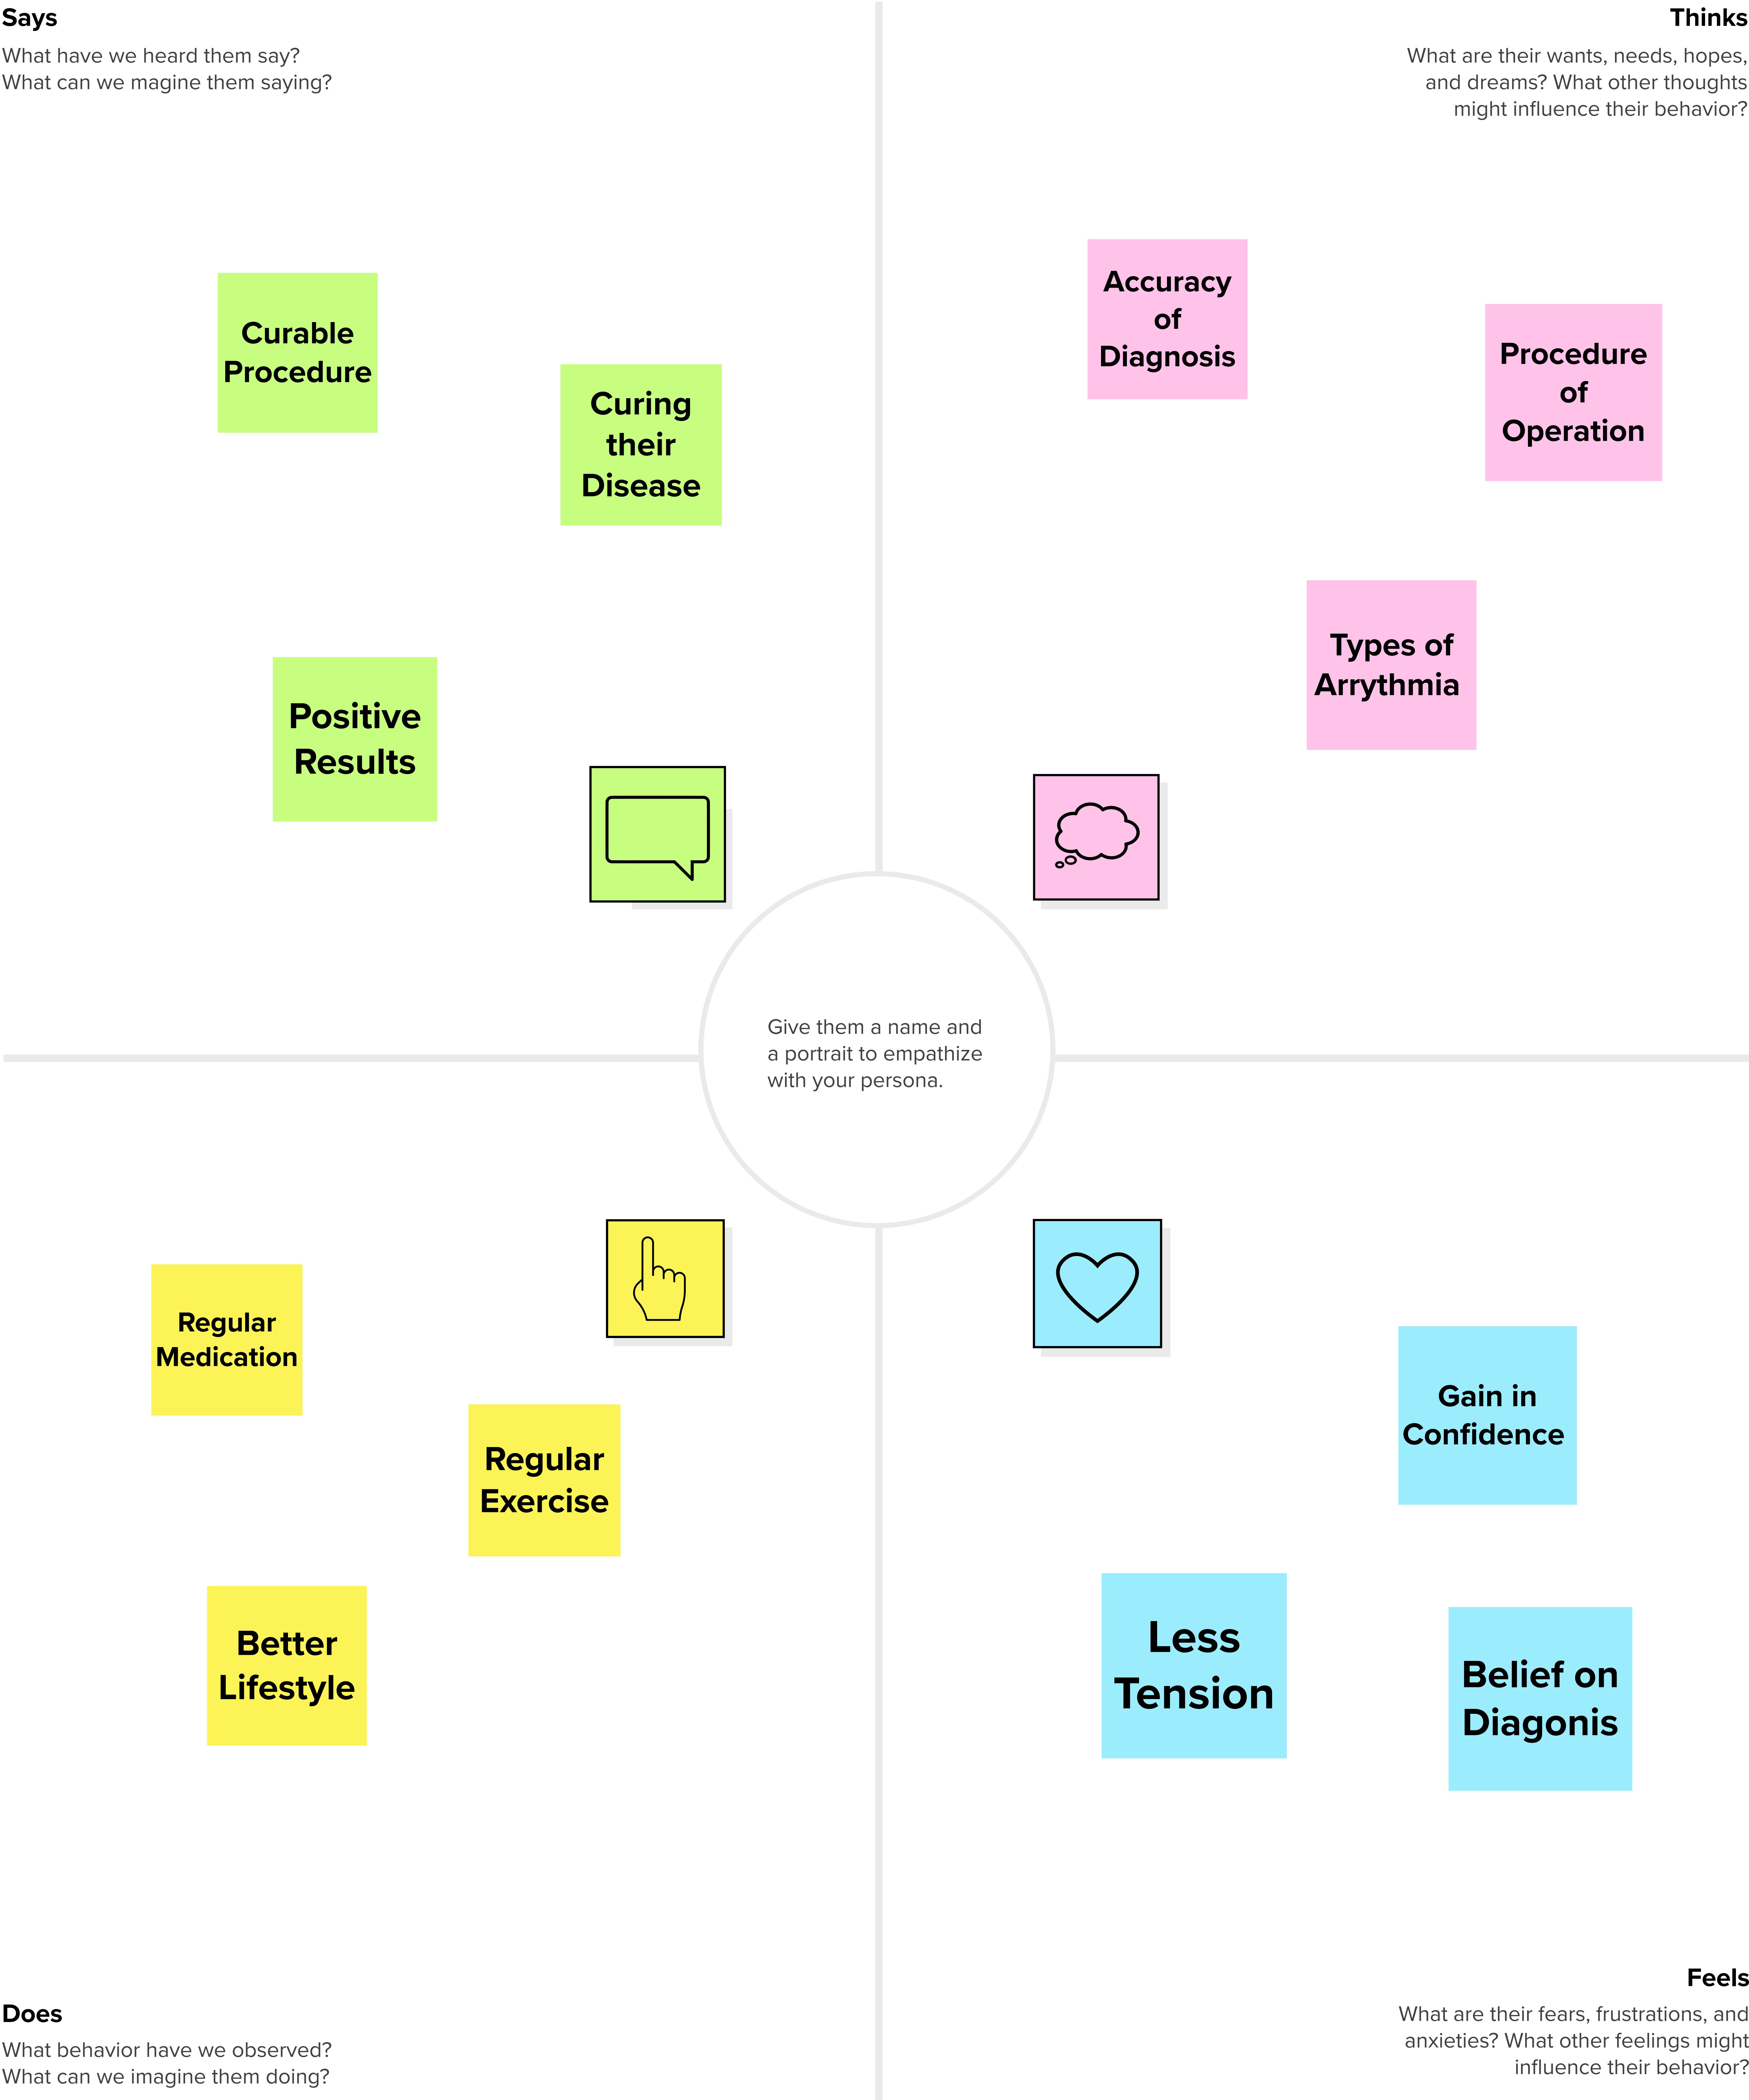 Says
What have we heard them say?
What can we magine them saying?
Thinks
What are their wants, needs, hopes,
and dreams? What other thoughts
might influence their behavior?
Curable
Procedure
Curing
their
Disease
Positive
Results
Accuracy
of
Diagnosis
Procedure
of
Operation
Types of
Arrythmia
Give them a name and
a portrait to empathize
with your persona.
Regular
Medication
Regular
Exercise
Better
Lifestyle
Gain in
Confidence
Less
Tension
Belief on
Diagonis
Does
What behavior have we observed?
What can we imagine them doing?
Feels
What are their fears, frustrations, and
anxieties? What other feelings might
influence their behavior?